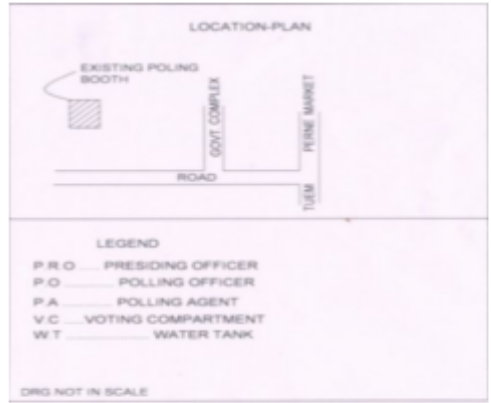 LOCATION-PLAN
EXISTING POLING
BOOTH
GOVT COMPLEX
PERNE MARKET
ROAD
TUEM
LEGEND
P.R.O ..... PRESIDING OFFICER
P.O ............. POLLING OFFICER
P.A ............. POLLING AGENT
V.C ......VOTING COMPARTMENT
W.T ..................... WATER TANK
DRG.NOT IN SCALE